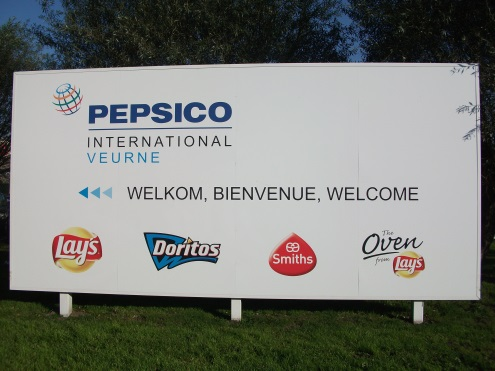 PEPSICO
INTERNATIONAL
VEURNE
WELKOM, BIENVENUE, WELCOME
Lay's
Doritos
Smiths
The
Oven
from Lay's